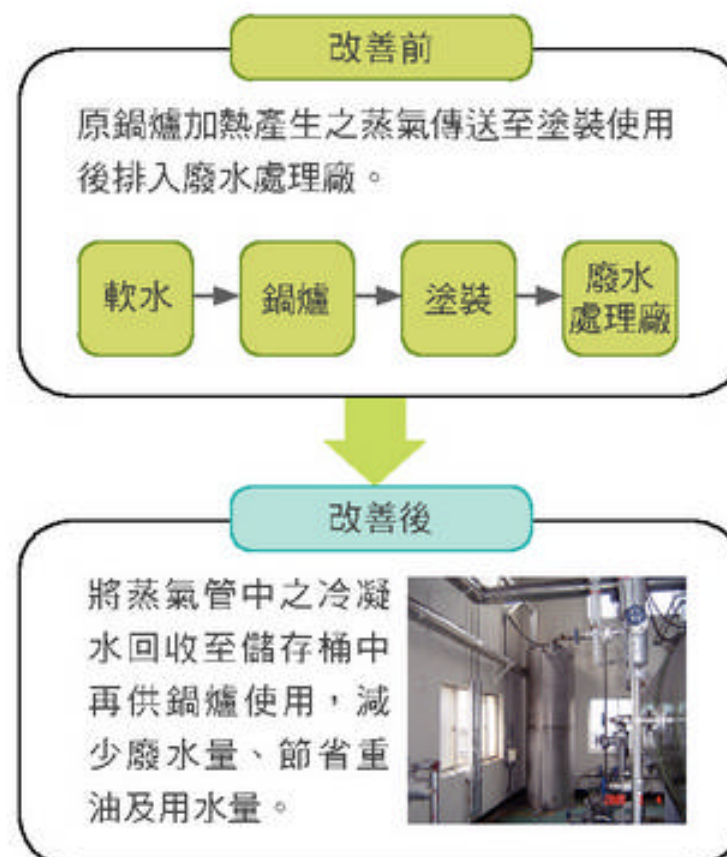 改善前
原鍋爐加熱產生之蒸氣傳送至塗裝使用
後排入廢水處理廠。
軟水
鍋爐
塗裝
廢水
處理廠
改善後
將蒸氣管中之冷凝
水回收至儲存桶中
再供鍋爐使用，減
少廢水量、節省重
油及用水量。